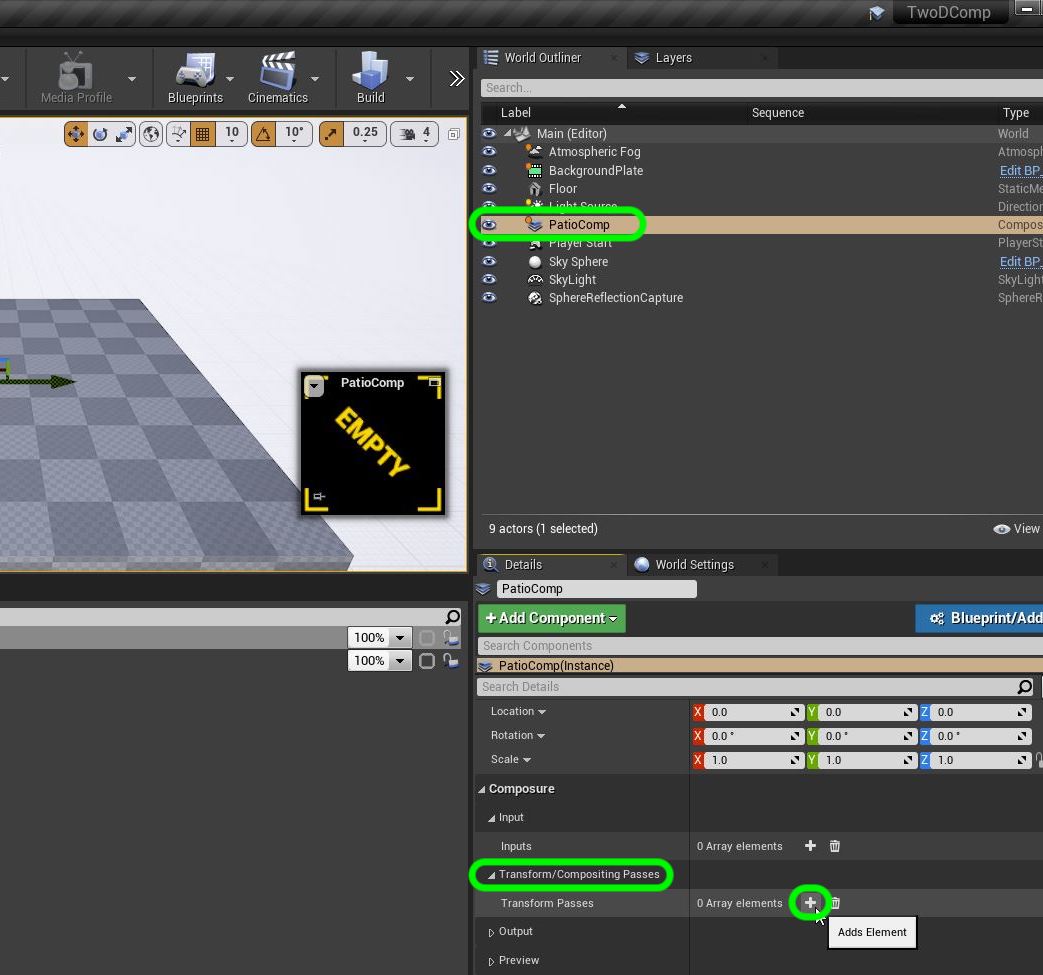 TwoDComp
Media Profile
Blueprints
Cinematics
Build
10
10°
0.25
4
PatioComp
EMPTY
100%
100%
World Outliner
Layers
Search...
Label
Sequence
Type
Main (Editor)
World
Atmospheric Fog
Atmosph
BackgroundPlate
Edit BP_
Floor
StaticMe
Light Source
Direction
PatioComp
Compos
Player Start
PlayerSt
Sky Sphere
Edit BP_
SkyLight
SkyLight
SphereReflectionCapture
SphereR
9 actors (1 selected)
View
Details
World Settings
PatioComp
+ Add Component
Blueprint/Add
Search Components
PatioComp(Instance)
Search Details
Location X 0.0 Y 0.0 Z 0.0
Rotation X 0.0 ° Y 0.0 ° Z 0.0 °
Scale X 1.0 Y 1.0 Z 1.0
Composure
Input
Inputs 0 Array elements
Transform/Compositing Passes
Transform Passes 0 Array elements
Adds Element
Output
Preview